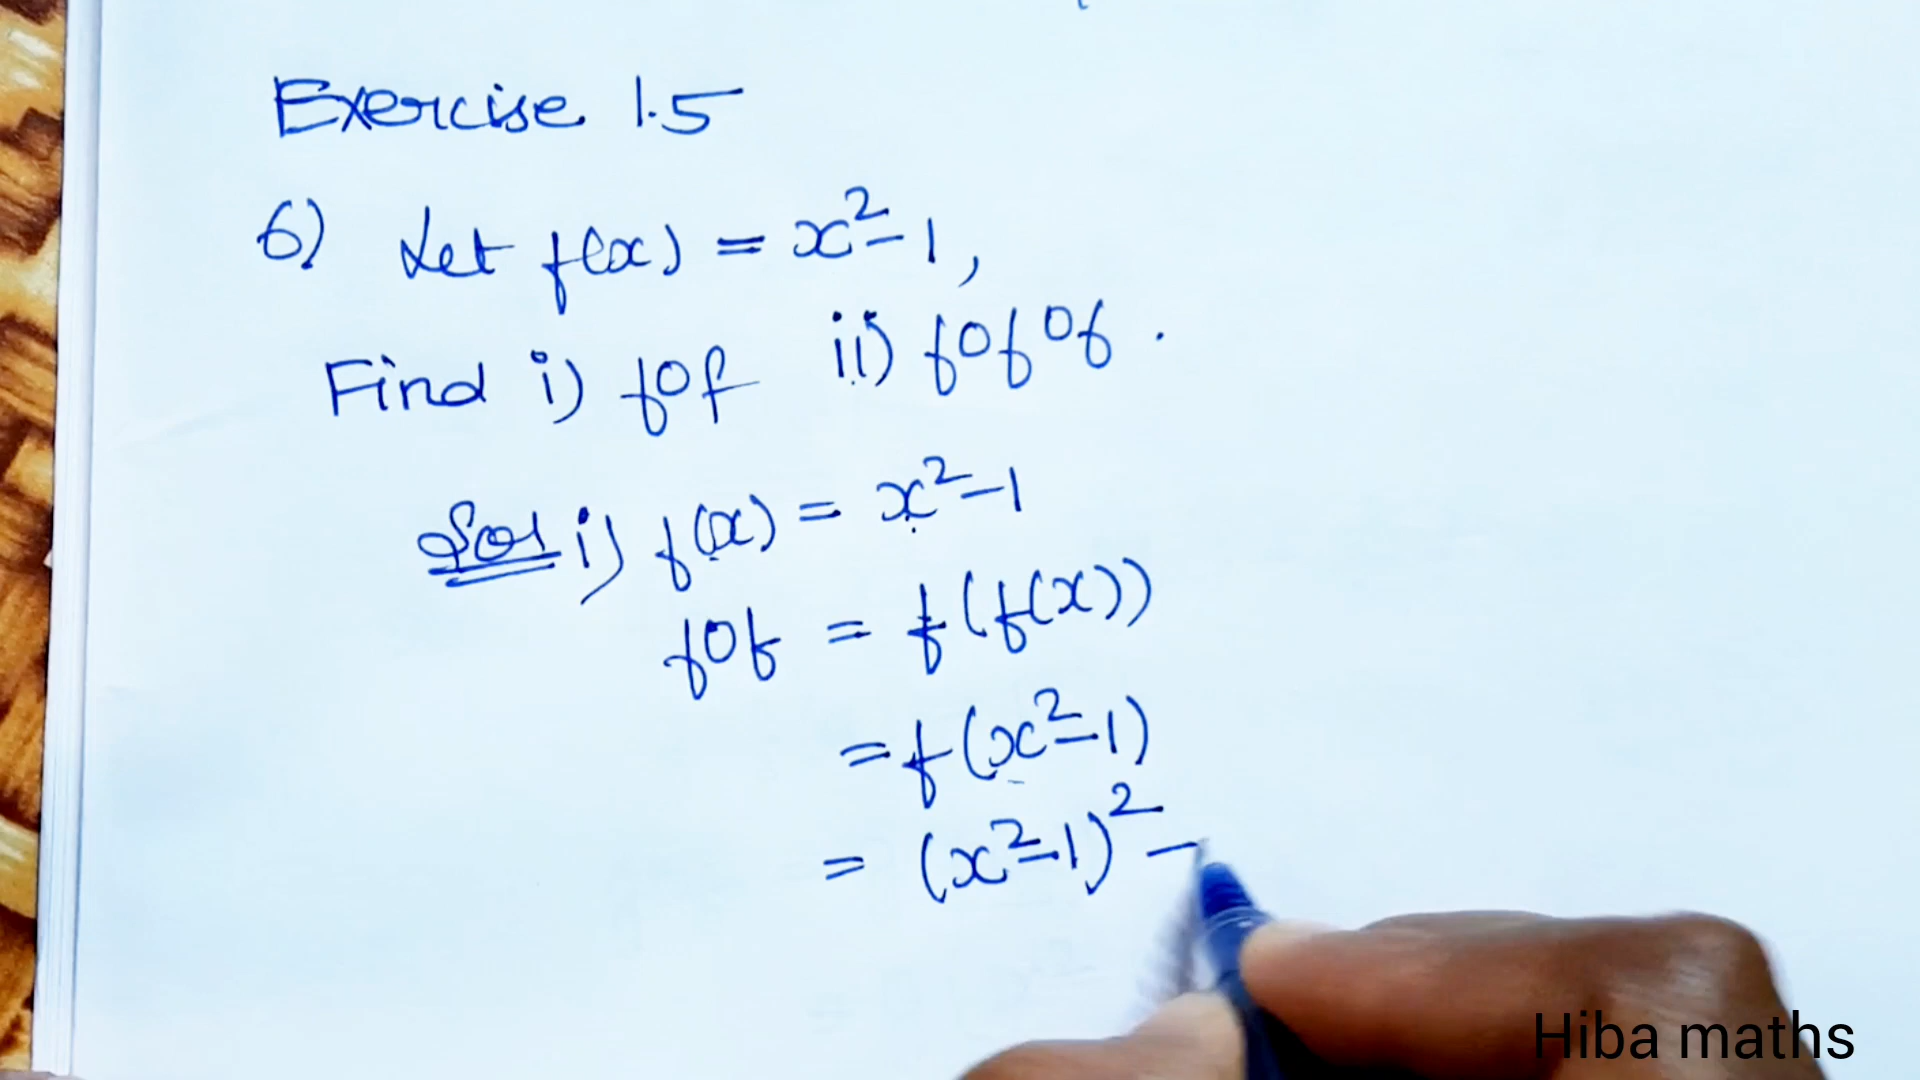 Exercise 1.5
6) Let f(x) = x²-1,
Find i) fof ii) fofof.
Sol i) f(x) = x²-1
fof = f(f(x))
= f(x²-1)
= (x²-1)² -
Hiba maths